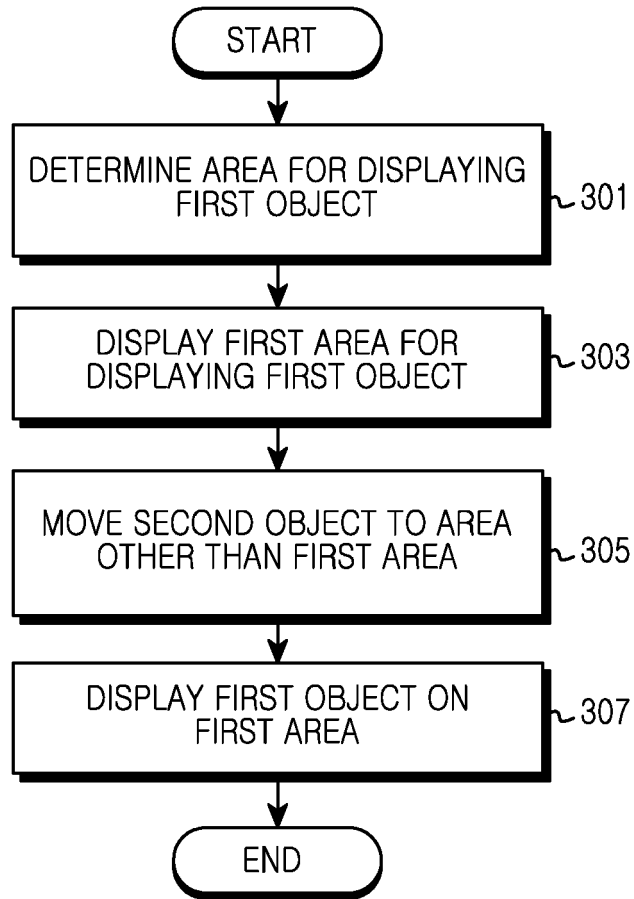 START
DETERMINE AREA FOR DISPLAYING
FIRST OBJECT
301
DISPLAY FIRST AREA FOR
DISPLAYING FIRST OBJECT
303
MOVE SECOND OBJECT TO AREA
OTHER THAN FIRST AREA
305
DISPLAY FIRST OBJECT ON
FIRST AREA
307
END